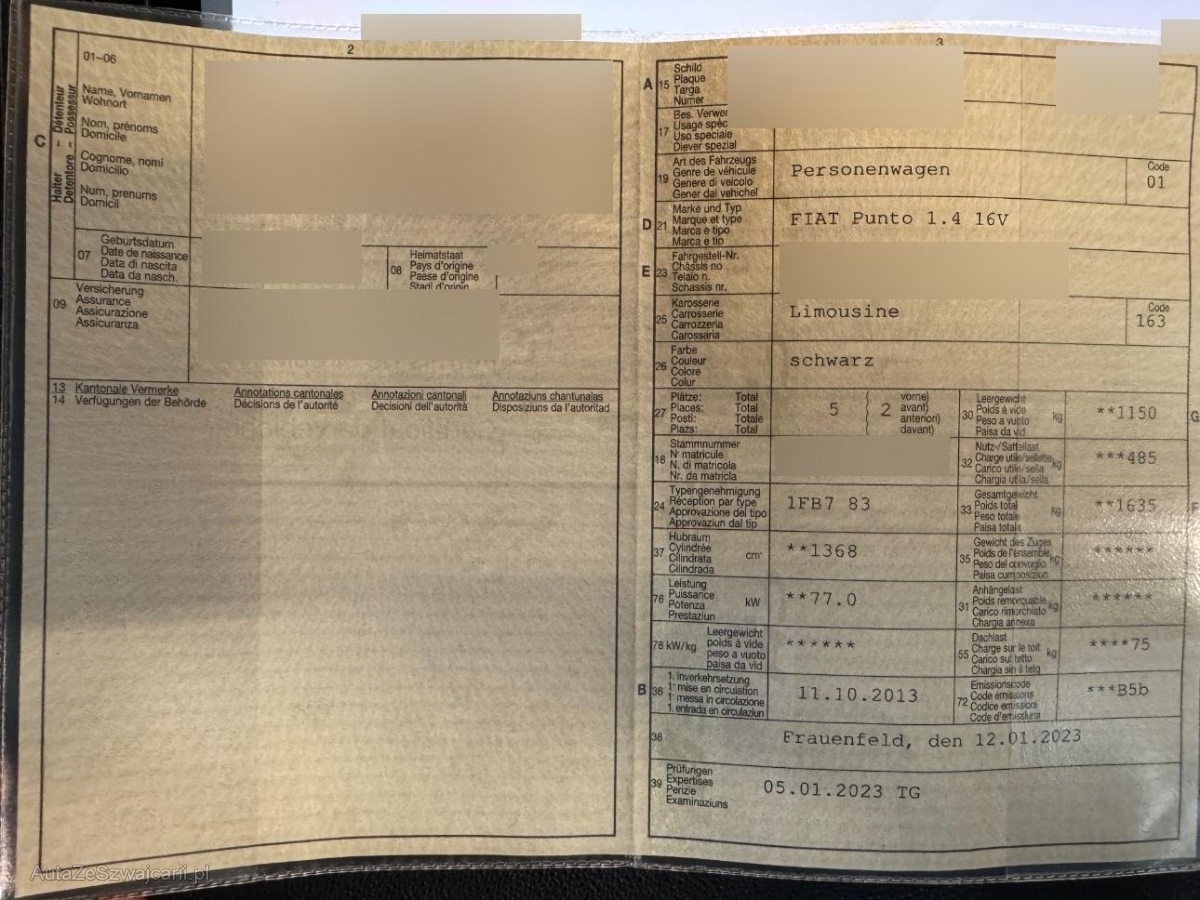 2
01-06
C
Halter - Détenteur
Detentore - Possessur
Name, Vornamen
Wohnort
Nom, prénoms
Domicile
Cognome, nomi
Domicilio
Num, prenums
Domicil
07
Geburtsdatum
Date de naissance
Data di nascita
Data da nasch.
08
Heimatstaat
Pays d'origine
Paese d'origine
Stadi d'origin
09
Versicherung
Assurance
Assicurazione
Assicuranza
13 Kantonale Vermerke Annotations cantonales Annotazioni cantonali Annotaziuns chantunalas
14 Verfügungen der Behörde Décisions de l'autorité Decisioni dell'autorità Disposiziuns da l'autoritad
3
A 15
Schild
Plaque
Targa
Numer
17
Bes. Verwer
Usage spéc
Uso speciale
Diever spezial
19
Art des Fahrzeugs
Genre de véhicule
Genere di veicolo
Gener dal vehichel
Personenwagen
Code
01
D 21
Marke und Typ
Marque et type
Marca e tipo
Marca e tip
FIAT Punto 1.4 16V
E 23
Fahrgestell-Nr.
Châssis no
Telaio n.
Schassis nr.
25
Karosserie
Carrosserie
Carrozzeria
Carossaria
Limousine
Code
163
26
Farbe
Couleur
Colore
Colur
schwarz
27
Plätze: Total
Places: Total
Posti: Totale
Plazs: Total
5
2
vorne)
avant)
anteriori)
davant)
30
Leergewicht
Poids à vide
Peso a vuoto
Paisa da vid
kg
**1150
G
18
Stammnummer
N° matricule
N. di matricola
Nr. da matricla
32
Nutz-/Sattellast
Charge utile/sellette
Carico utile/sella
Chargia utila/sella
kg
***485
24
Typengenehmigung
Réception par type
Approvazione del tipo
Approvaziun dal tip
1FB7 83
33
Gesamtgewicht
Poids total
Peso totale
Paisa totala
kg
**1635
F
37
Hubraum
Cylindrée
Cilindrata
Cilindrada
cm³
**1368
35
Gewicht des Zuges
Poids de l'ensemble
Peso del convoglio
Paisa cumposiziun
kg
******
76
Leistung
Puissance
Potenza
Prestaziun
kW
**77.0
31
Anhängelast
Poids remorquable
Carico rimorchiato
Chargia annexa
kg
******
78 kW/kg
Leergewicht
poids à vide
peso a vuoto
paisa da vid
******
55
Dachlast
Charge sur le toit
Carico sul tetto
Chargia sin il tetg
kg
****75
B 36
1. Inverkehrsetzung
1re mise en circulation
1a messa in circolazione
1. entrada en circulaziun
11.10.2013
72
Emissionscode
Code émissions
Codice emissioni
Code d'emissiuns
***B5b
38
Frauenfeld, den 12.01.2023
39
Prüfungen
Expertises
Perizie
Examinaziuns
05.01.2023 TG
AutaZeSzwajcarii.pl